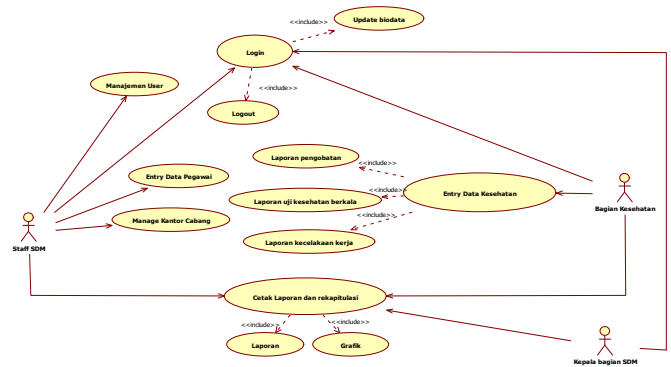 Update biodata
<<include>>
Login
Manajemen User
<<include>>
Logout
Laporan pengobatan
<<include>>
Entry Data Pegawai
Entry Data Kesehatan
<<include>>
Laporan uji kesehatan berkala
Bagian Kesehatan
<<include>>
Manage Kantor Cabang
Laporan kecelakaan kerja
Staff SDM
Cetak Laporan dan rekapitulasi
<<include>>
<<include>>
Laporan
Grafik
Kepala bagian SDM